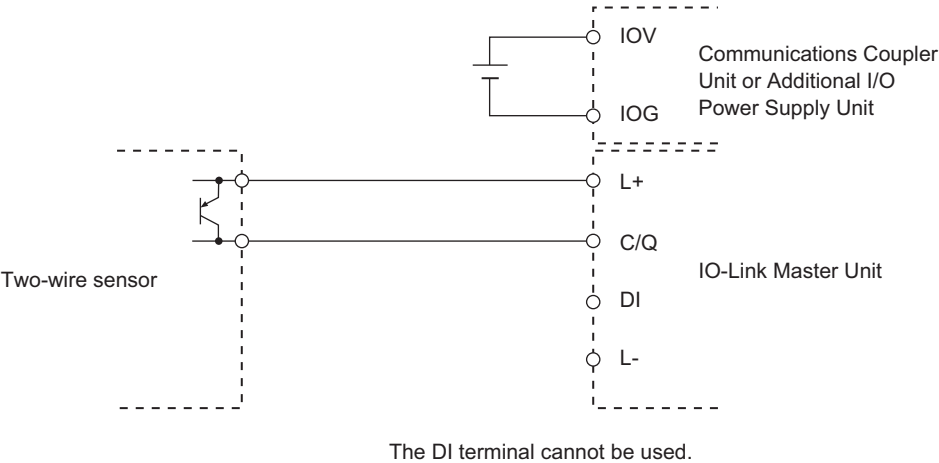 IOV
Communications Coupler
Unit or Additional I/O
Power Supply Unit
IOG
L+
C/Q
IO-Link Master Unit
Two-wire sensor
DI
L-
The DI terminal cannot be used.